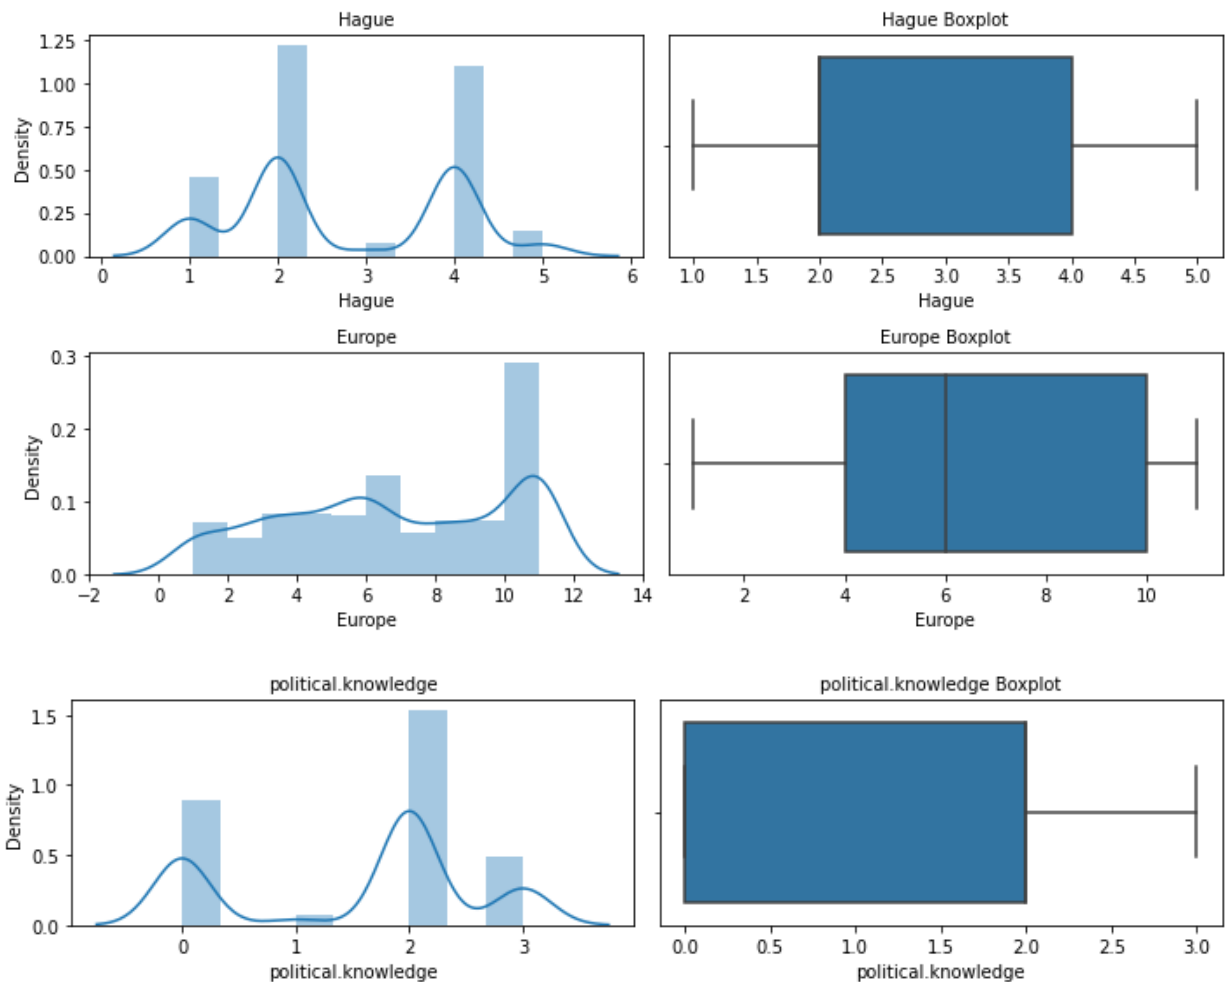 Hague
Hague Boxplot
1.25
1.00
0.75
0.50
0.25
0.00
Density
0 1 2 3 4 5 6
Hague
1.0 1.5 2.0 2.5 3.0 3.5 4.0 4.5 5.0
Hague
Europe
Europe Boxplot
0.3
0.2
0.1
0.0
Density
−2 0 2 4 6 8 10 12 14
Europe
2 4 6 8 10
Europe
political.knowledge
political.knowledge Boxplot
1.5
1.0
0.5
0.0
Density
0 1 2 3
political.knowledge
0.0 0.5 1.0 1.5 2.0 2.5 3.0
political.knowledge